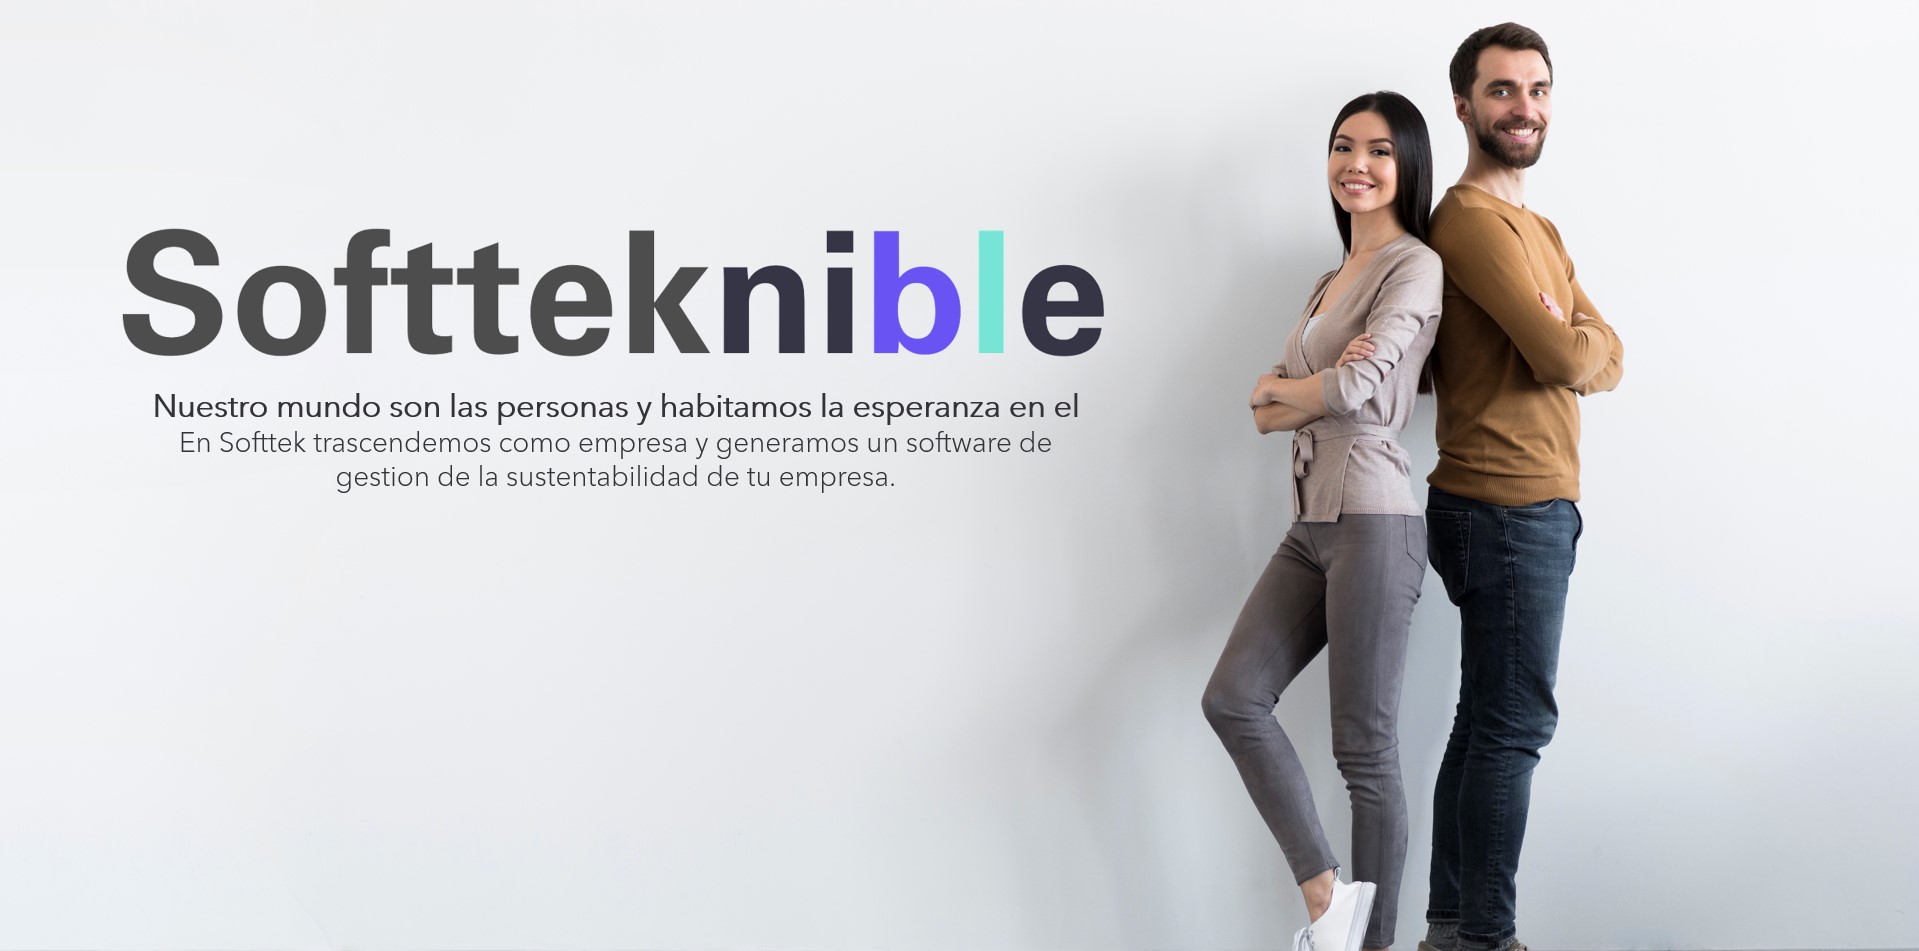 Softteknible
Nuestro mundo son las personas y habitamos la esperanza en el
En Softtek trascendemos como empresa y generamos un software de
gestion de la sustentabilidad de tu empresa.